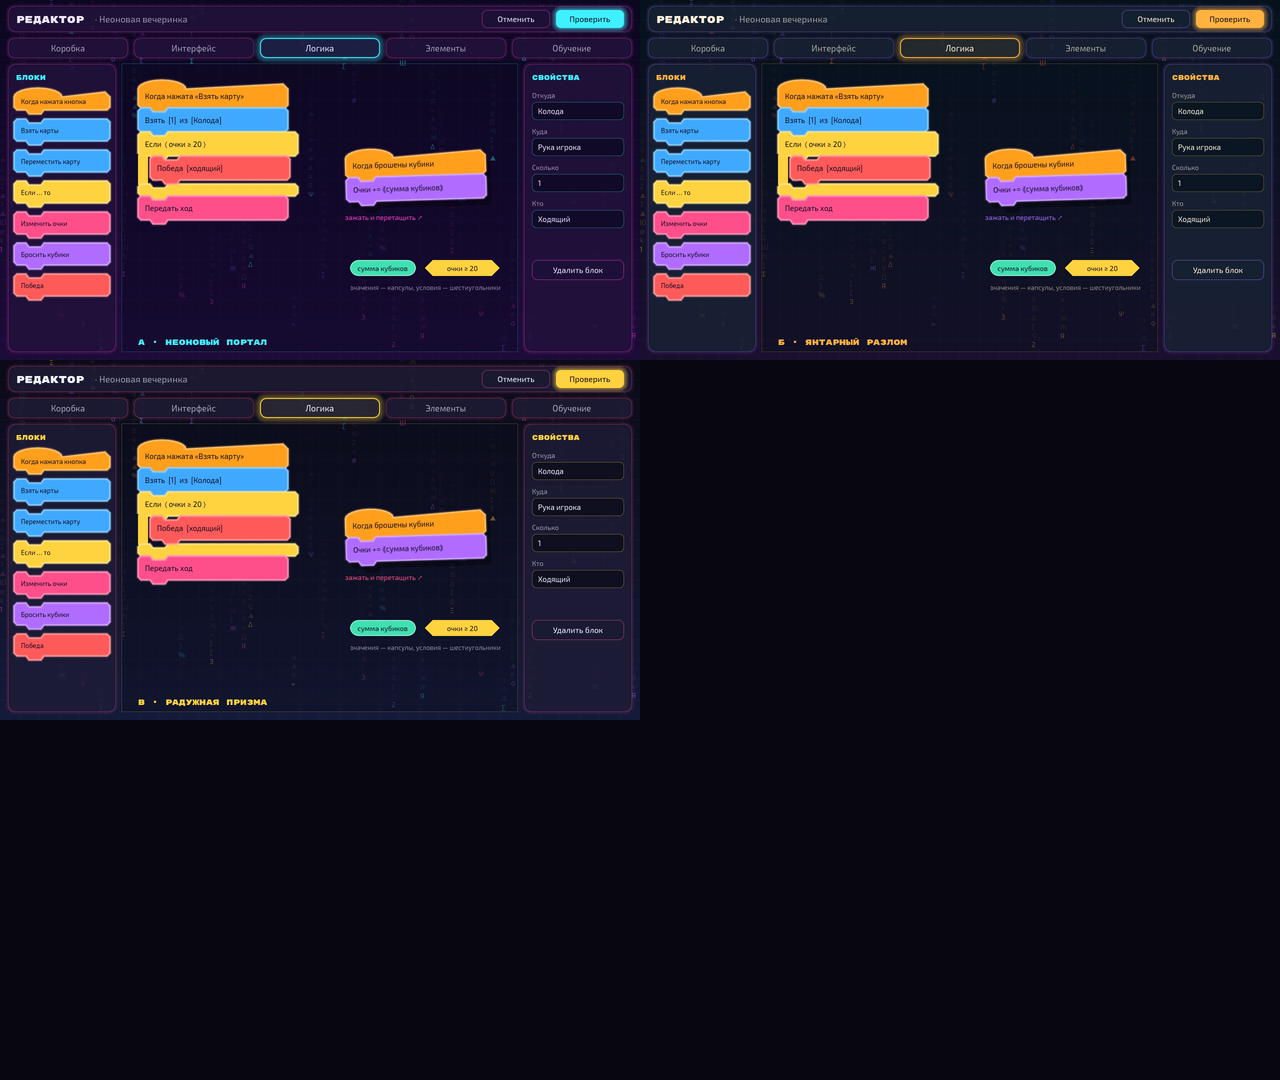 РЕДАКТОР · Неоновая вечеринка Отменить Проверить
Коробка Интерфейс Логика Элементы Обучение
БЛОКИ
Когда нажата кнопка
Взять карты
Переместить карту
Если ... то
Изменить очки
Бросить кубики
Победа
Когда нажата «Взять карту»
Взять [1] из [Колода]
Если ⟨очки ≥ 20⟩
Победа [ходящий]
Передать ход
Когда брошены кубики
Очки += (сумма кубиков)
зажать и перетащить ⤢
сумма кубиков очки ≥ 20
значения — капсулы, условия — шестиугольники
А · НЕОНОВЫЙ ПОРТАЛ
СВОЙСТВА
Откуда
Колода
Куда
Рука игрока
Сколько
1
Кто
Ходящий
Удалить блок
РЕДАКТОР · Неоновая вечеринка Отменить Проверить
Коробка Интерфейс Логика Элементы Обучение
БЛОКИ
Когда нажата кнопка
Взять карты
Переместить карту
Если ... то
Изменить очки
Бросить кубики
Победа
Когда нажата «Взять карту»
Взять [1] из [Колода]
Если ⟨очки ≥ 20⟩
Победа [ходящий]
Передать ход
Когда брошены кубики
Очки += (сумма кубиков)
зажать и перетащить ⤢
сумма кубиков очки ≥ 20
значения — капсулы, условия — шестиугольники
Б · ЯНТАРНЫЙ РАЗЛОМ
СВОЙСТВА
Откуда
Колода
Куда
Рука игрока
Сколько
1
Кто
Ходящий
Удалить блок
РЕДАКТОР · Неоновая вечеринка Отменить Проверить
Коробка Интерфейс Логика Элементы Обучение
БЛОКИ
Когда нажата кнопка
Взять карты
Переместить карту
Если ... то
Изменить очки
Бросить кубики
Победа
Когда нажата «Взять карту»
Взять [1] из [Колода]
Если ⟨очки ≥ 20⟩
Победа [ходящий]
Передать ход
Когда брошены кубики
Очки += (сумма кубиков)
зажать и перетащить ⤢
сумма кубиков очки ≥ 20
значения — капсулы, условия — шестиугольники
В · РАДУЖНАЯ ПРИЗМА
СВОЙСТВА
Откуда
Колода
Куда
Рука игрока
Сколько
1
Кто
Ходящий
Удалить блок